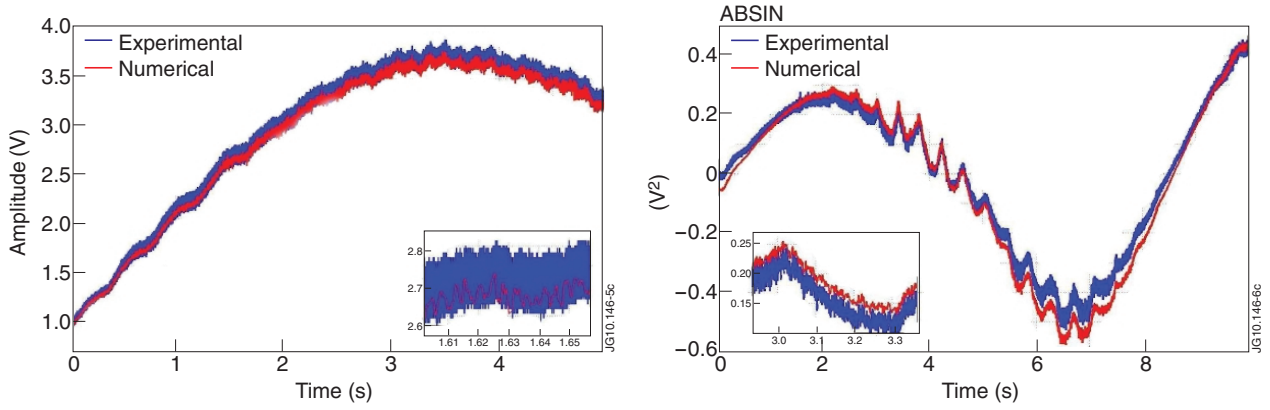 4.0
3.5
3.0
2.5
2.0
1.5
1.0
Amplitude (V)
Experimental
Numerical
2.8
2.7
2.6
1.61 1.62 1.63 1.64 1.65
0 1 2 3 4
Time (s)
JG10.146-5c
ABSIN
0.4
0.2
0
−0.2
−0.4
−0.6
(V²)
Experimental
Numerical
0.25
0.20
0.15
3.0 3.1 3.2 3.3
0 2 4 6 8
Time (s)
JG10.146-6c